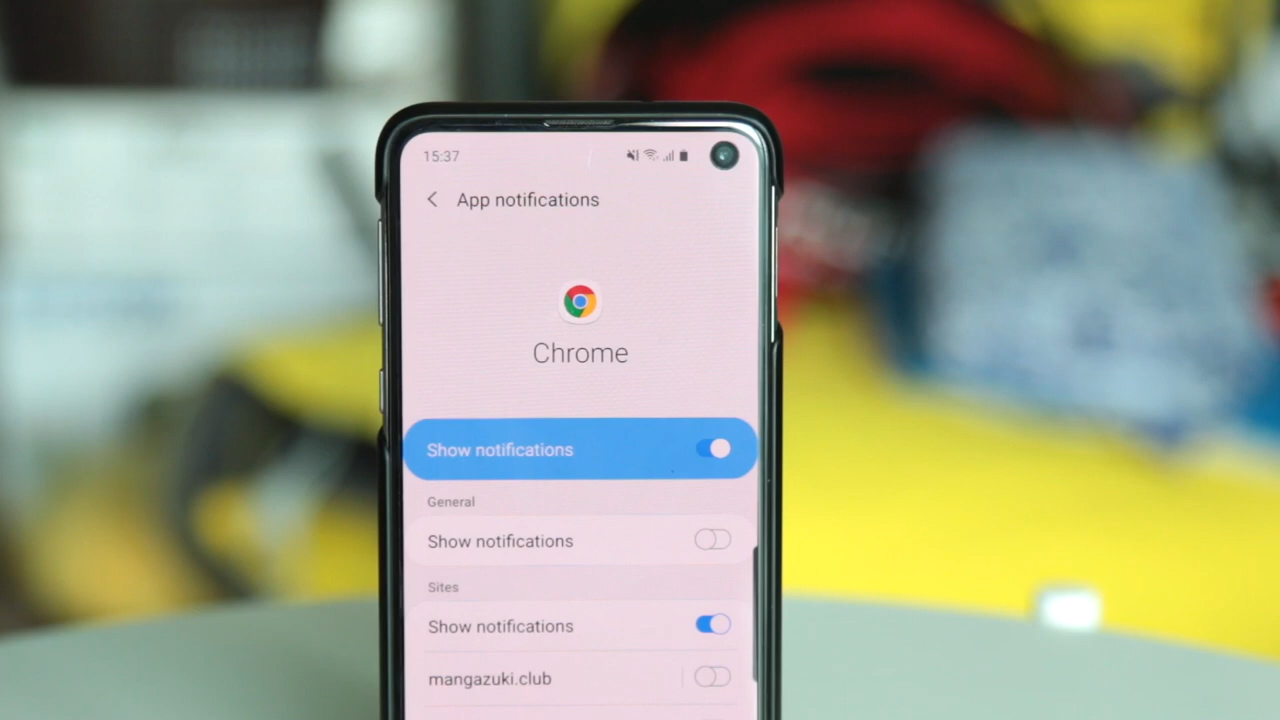 15:37
App notifications
Chrome
Show notifications
General
Show notifications
Sites
Show notifications
mangazuki.club